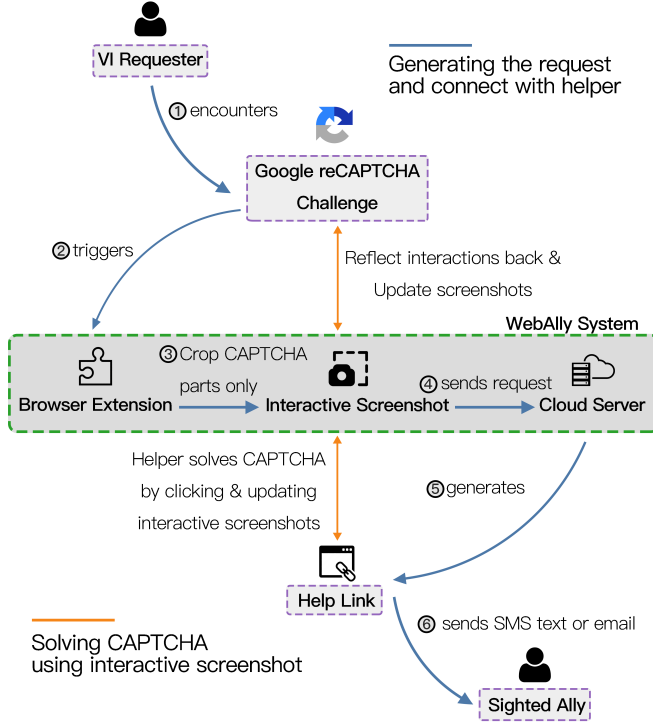 VI Requester
Generating the request
and connect with helper
① encounters
Google reCAPTCHA
Challenge
② triggers
Reflect interactions back &
Update screenshots
WebAlly System
③ Crop CAPTCHA
parts only
④ sends request
Browser Extension
Interactive Screenshot
Cloud Server
Helper solves CAPTCHA
by clicking & updating
interactive screenshots
⑤ generates
Help Link
⑥ sends SMS text or email
Solving CAPTCHA
using interactive screenshot
Sighted Ally